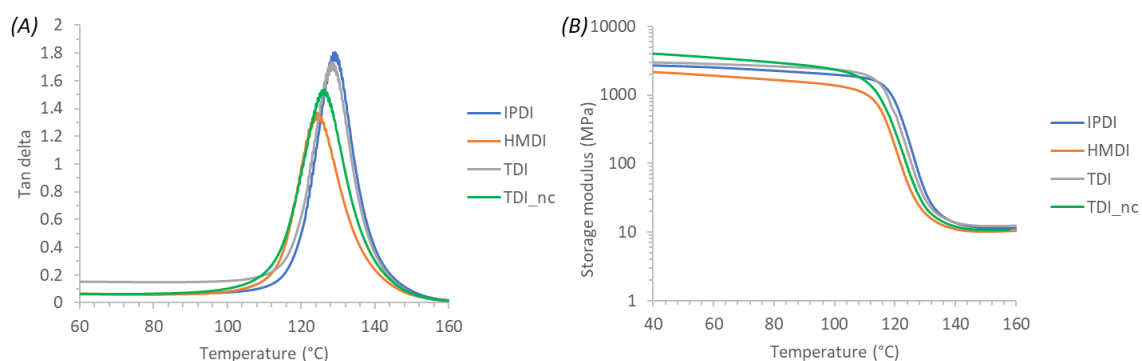 (A)
Tan delta
2
1.8
1.6
1.4
1.2
1
0.8
0.6
0.4
0.2
0
60 80 100 120 140 160
Temperature (°C)
IPDI
HMDI
TDI
TDI_nc
(B)
Storage modulus (MPa)
10000
1000
100
10
1
40 60 80 100 120 140 160
Temperature (°C)
IPDI
HMDI
TDI
TDI_nc